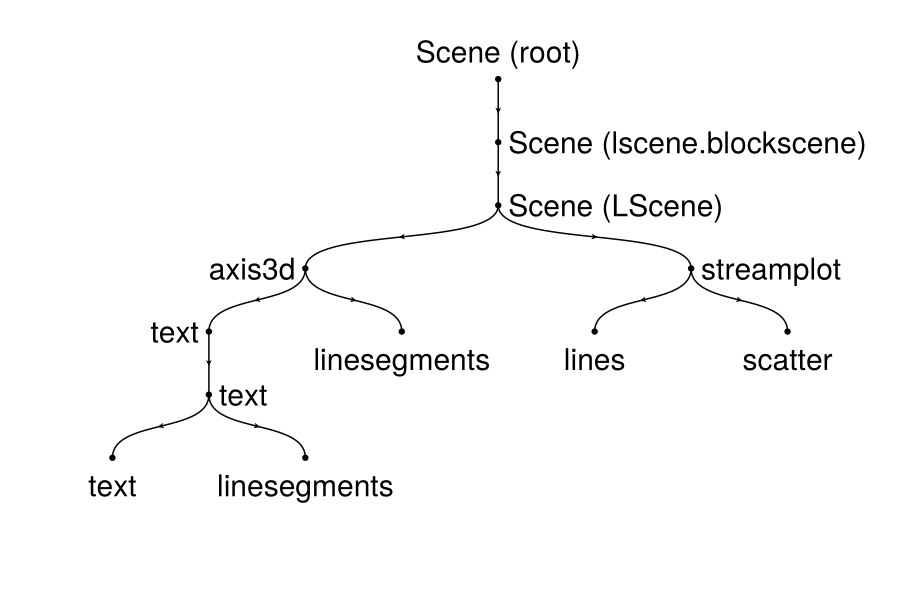 Scene (root)
Scene (lscene.blockscene)
Scene (LScene)
axis3d
streamplot
text
linesegments
lines
scatter
text
text
linesegments